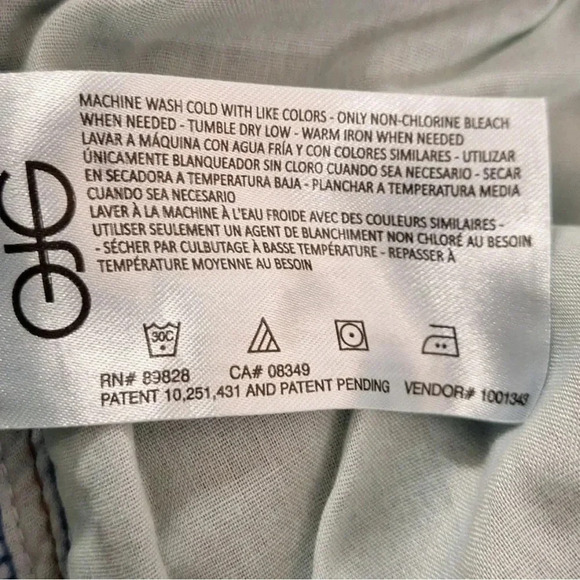 MACHINE WASH COLD WITH LIKE COLORS - ONLY NON-CHLORINE BLEACH
WHEN NEEDED - TUMBLE DRY LOW - WARM IRON WHEN NEEDED
LAVAR A MÁQUINA CON AGUA FRÍA Y CON COLORES SIMILARES - UTILIZAR
ÚNICAMENTE BLANQUEADOR SIN CLORO CUANDO SEA NECESARIO - SECAR
EN SECADORA A TEMPERATURA BAJA - PLANCHAR A TEMPERATURA MEDIA
CUANDO SEA NECESARIO
LAVER À LA MACHINE À L'EAU FROIDE AVEC DES COULEURS SIMILAIRES -
UTILISER SEULEMENT UN AGENT DE BLANCHIMENT NON CHLORÉ AU BESOIN
- SÉCHER PAR CULBUTAGE À BASSE TEMPÉRATURE - REPASSER À
TEMPÉRATURE MOYENNE AU BESOIN
30C
RN# 89828 CA# 08349
PATENT 10,251,431 AND PATENT PENDING VENDOR# 1001343